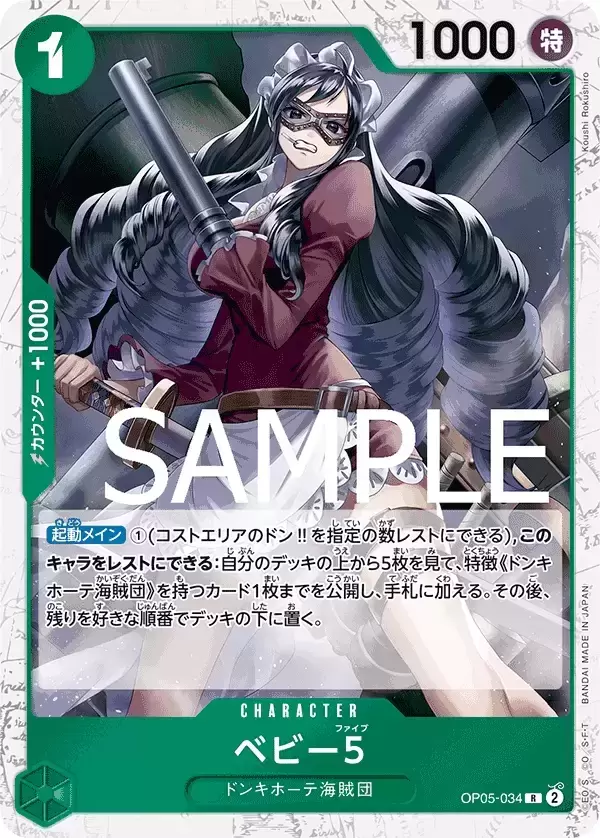 1
1000 特
Koushi Rokushiro
カウンター +1000
SAMPLE
起動メイン ①(コストエリアのドン‼を指定の数レストにできる),この
キャラをレストにできる:自分のデッキの上から5枚を見て、特徴《ドンキ
ホーテ海賊団》を持つカード1枚までを公開し、手札に加える。その後、
残りを好きな順番でデッキの下に置く。
CHARACTER
ファイブ
ベビー5
ドンキホーテ海賊団
OP05-034 R 2
©E.O./S.・S-F-T BANDAI MADE IN JAPAN